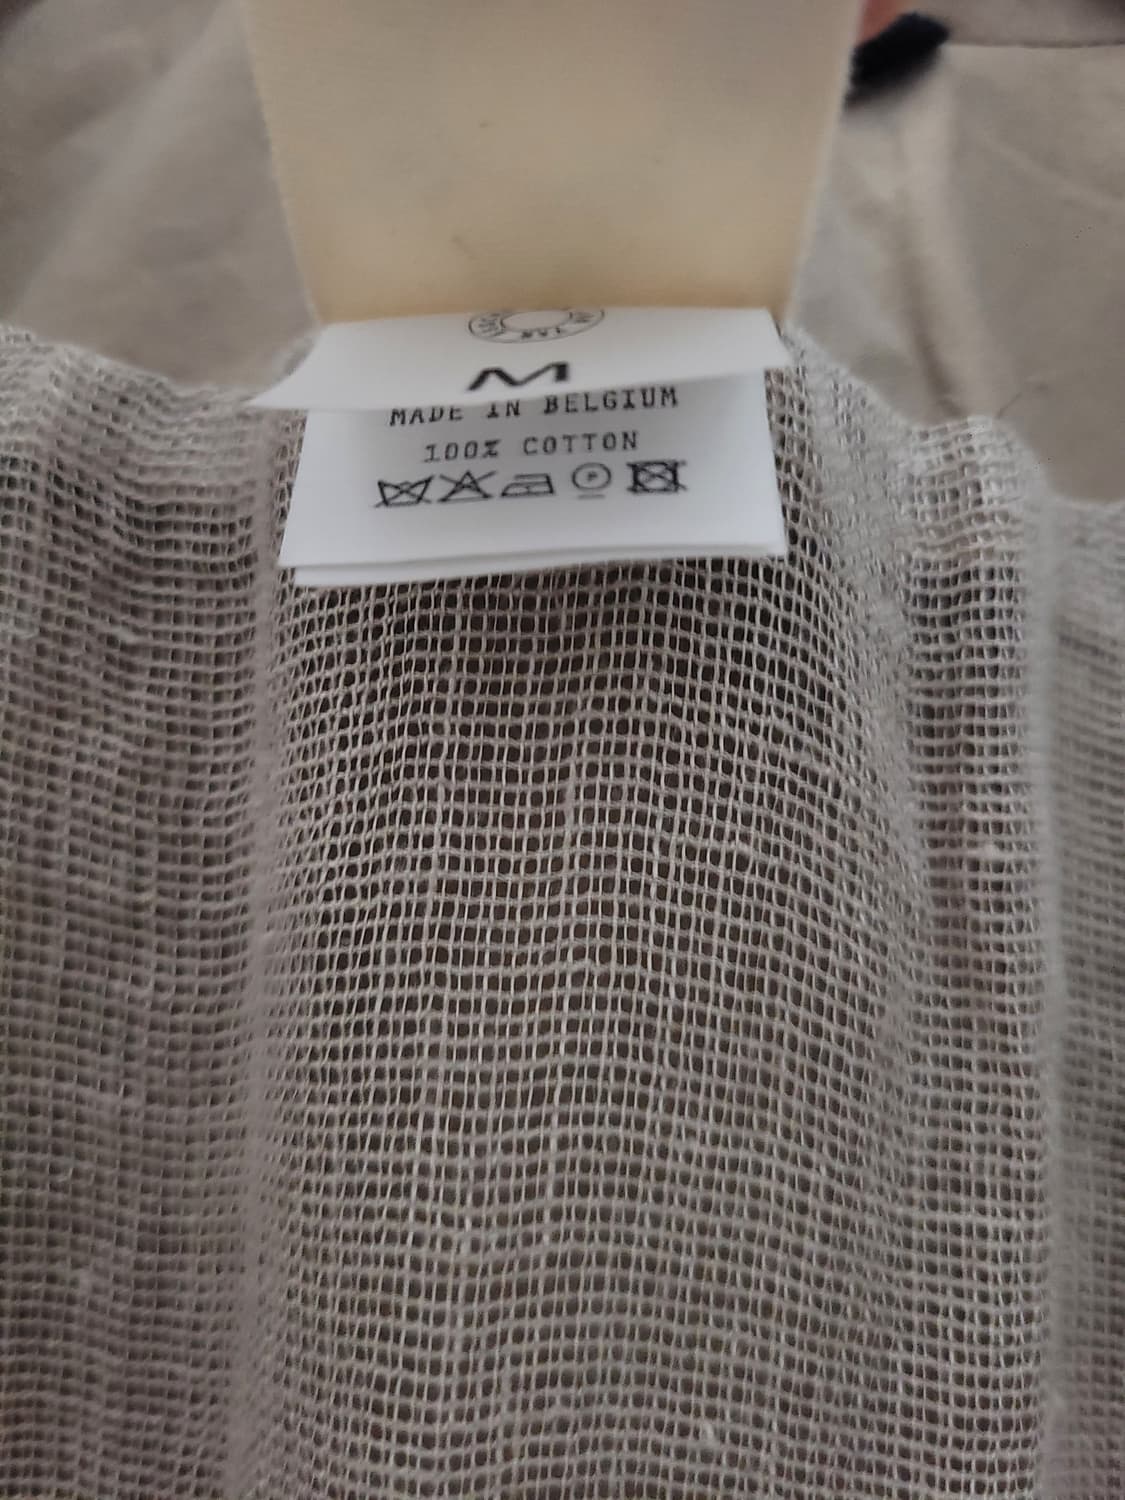 M
MADE IN BELGIUM
100% COTTON
P